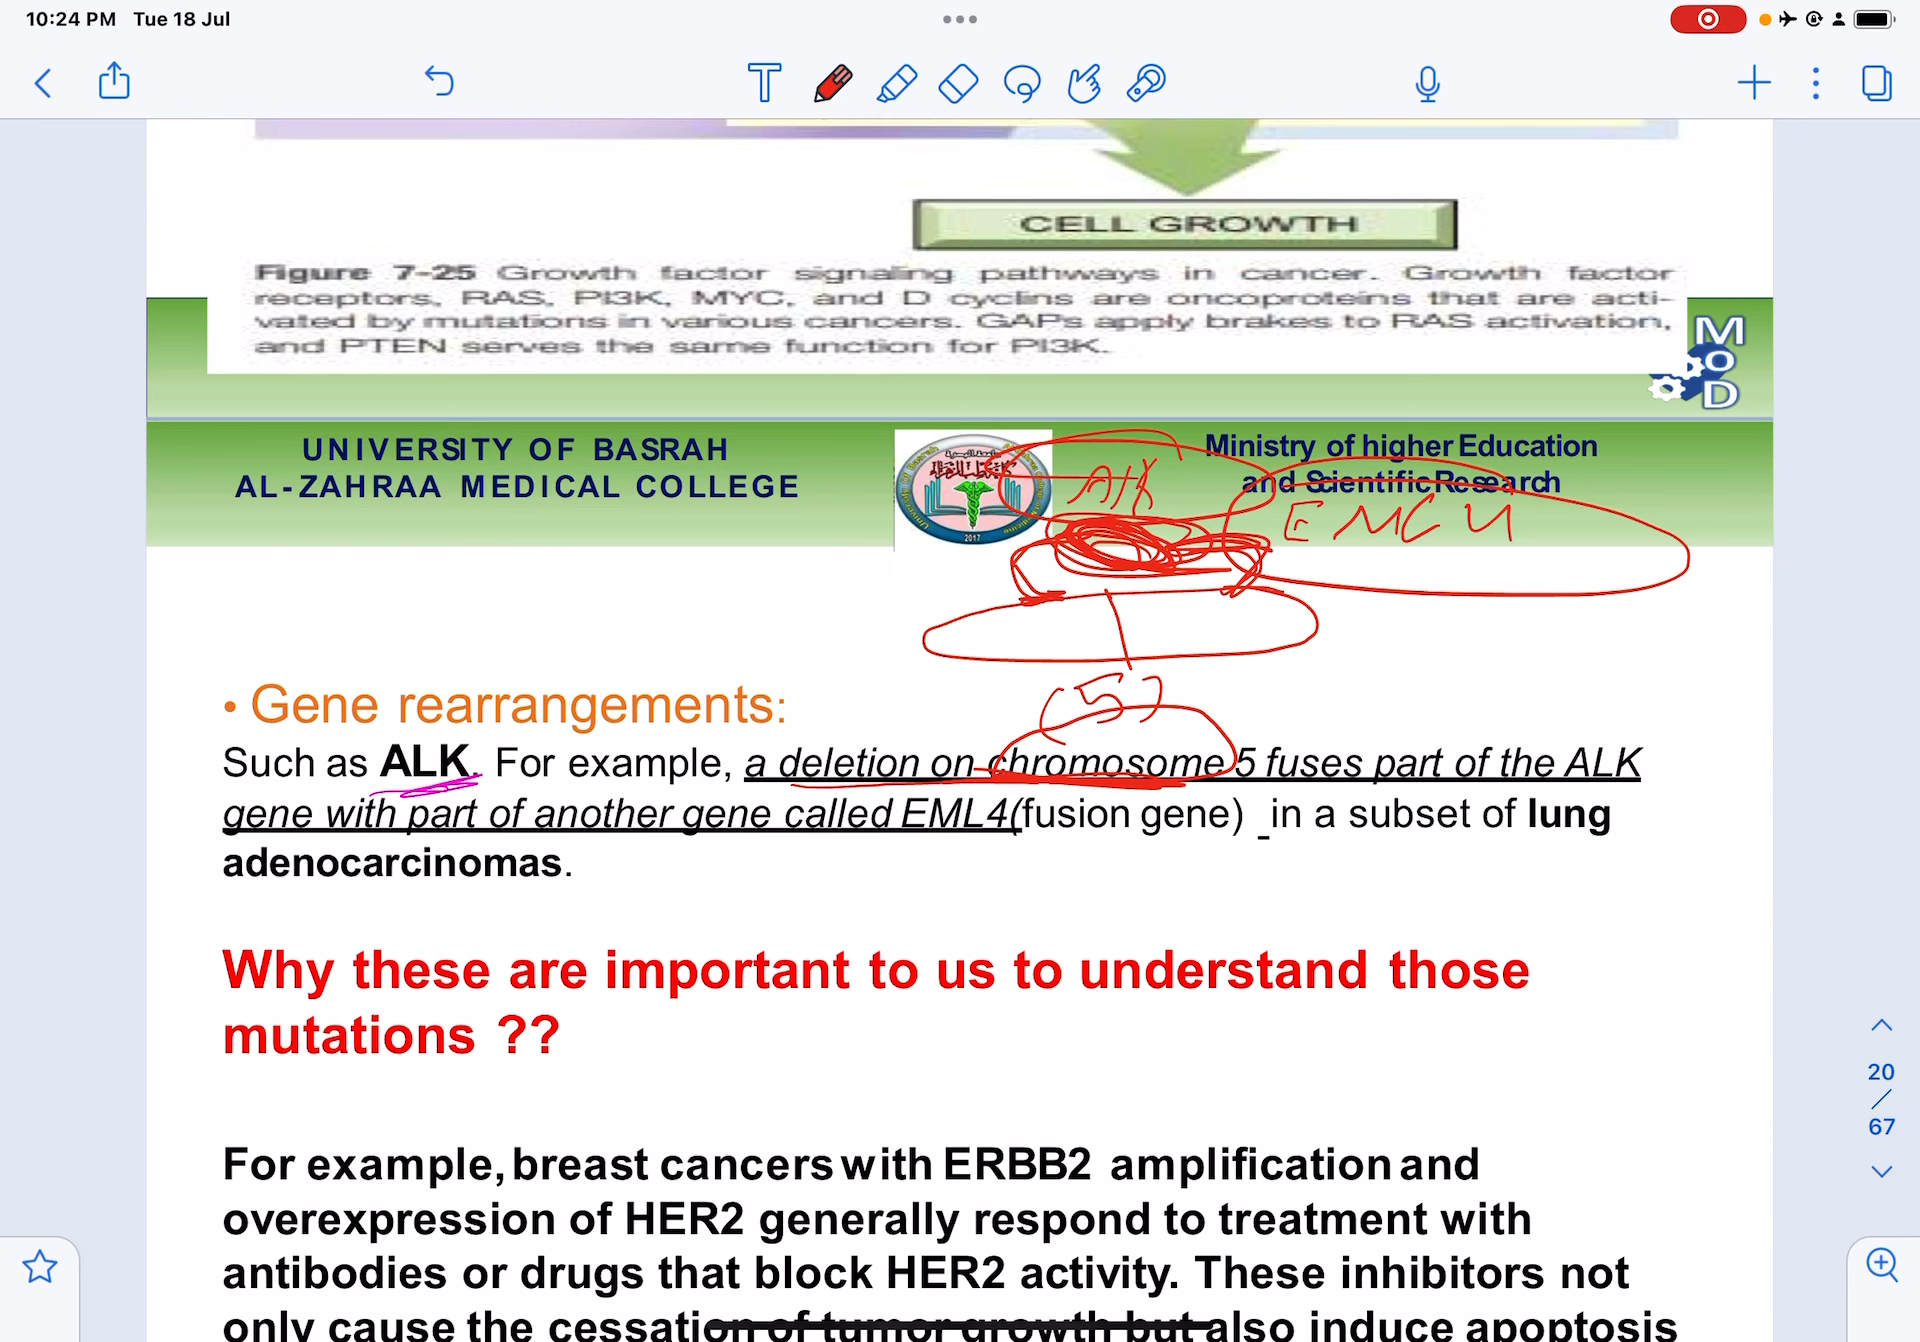 10:24 PM Tue 18 Jul
CELL GROWTH
Figure 7-25 Growth factor signaling pathways in cancer. Growth factor
receptors, RAS, PI3K, MYC, and D cyclins are oncoproteins that are acti-
vated by mutations in various cancers. GAPs apply brakes to RAS activation,
and PTEN serves the same function for PI3K.
MoD
UNIVERSITY OF BASRAH
AL-ZAHRAA MEDICAL COLLEGE
2017
Ministry of higher Education
and Scientific Research
AlK
EMC 4
(5)
• Gene rearrangements:
Such as ALK. For example, a deletion on chromosome 5 fuses part of the ALK
gene with part of another gene called EML4(fusion gene) _in a subset of lung
adenocarcinomas.
Why these are important to us to understand those
mutations ??
For example, breast cancers with ERBB2 amplification and
overexpression of HER2 generally respond to treatment with
antibodies or drugs that block HER2 activity. These inhibitors not
only cause the cessation of tumor growth but also induce apoptosis
20
/
67